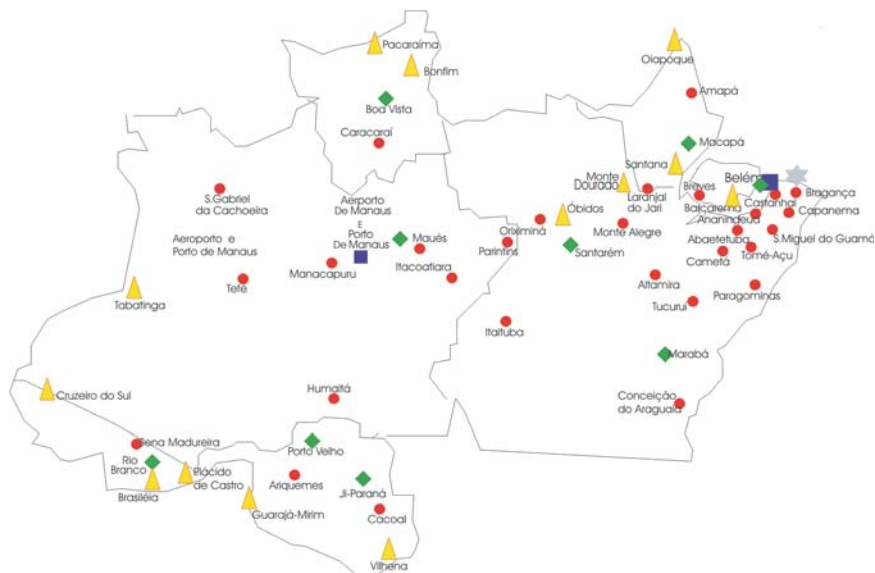 Pacaraíma
Bonfim
Boa Vista
Caracaraí
Oiapoque
Amapá
Macapá
Santana
Belém
Monte
Dourado
Laranjal
do Jari
Breves
Barcarena
Castanhal
Bragança
Capanema
Ananindeua
Abaetetuba
S.Miguel do Guamá
Tomé-Açu
Cametá
S.Gabriel
da Cachoeira
Aeroporto
De Manaus
E
Porto
De Manaus
Aeroporto e
Porto de Manaus
Maués
Manacapuru
Itacoatiara
Tefé
Tabatinga
Óbidos
Oriximiná
Parintins
Santarém
Monte Alegre
Altamira
Tucuruí
Paragominas
Itaituba
Marabá
Conceição
do Araguaia
Cruzeiro do Sul
Humaitá
Sena Madureira
Rio
Branco
Brasiléia
Plácido
de Castro
Porto Velho
Ariquemes
Ji-Paraná
Guarajá-Mirim
Cacoal
Vilhena